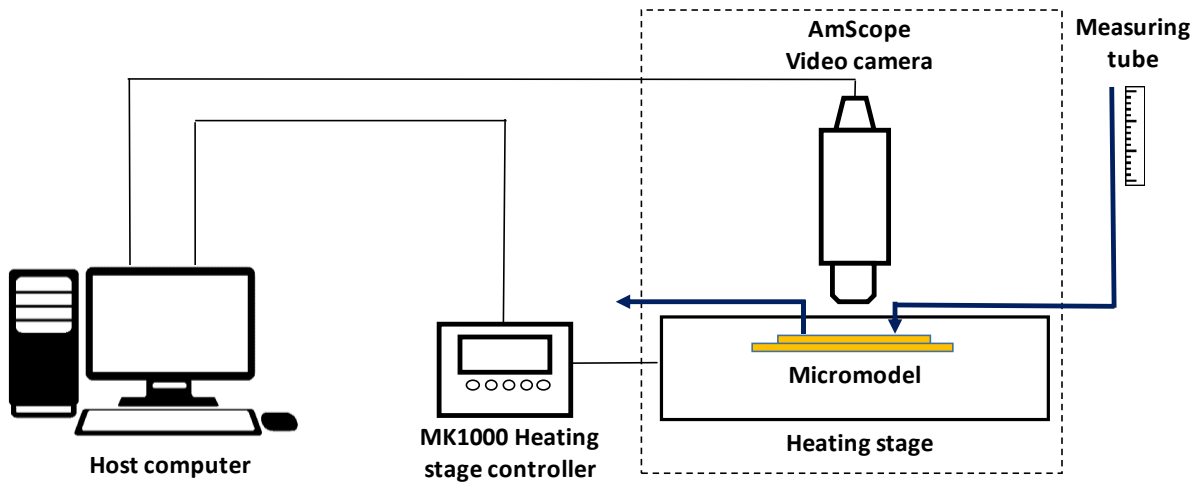 AmScope
Video camera
Measuring
tube
Micromodel
Heating stage
MK1000 Heating
stage controller
Host computer